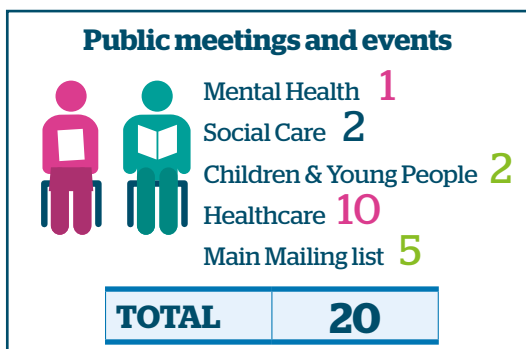 Public meetings and events
Mental Health 1
Social Care 2
Children & Young People 2
Healthcare 10
Main Mailing list 5
TOTAL 20